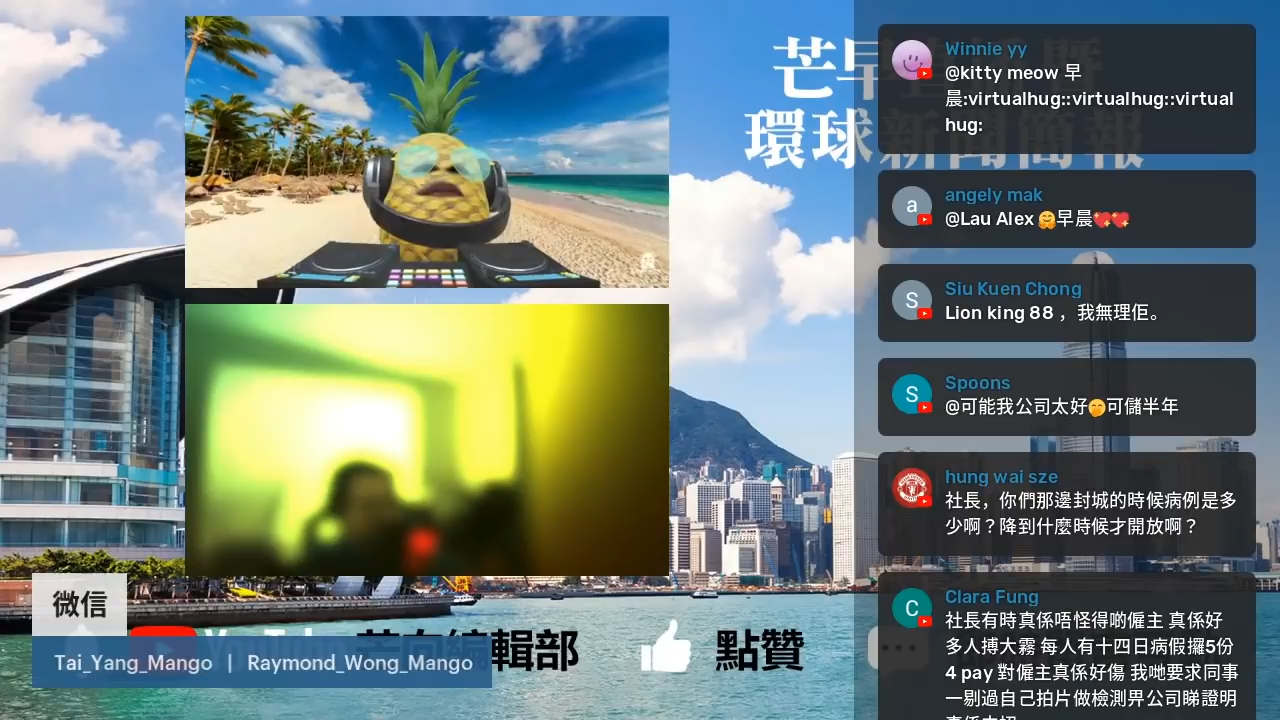 芒早
環球新聞簡報
Winnie yy
@kitty meow 早
晨:virtualhug::virtualhug::virtual
hug:
angely mak
@Lau Alex 🤗早晨💖💖
Siu Kuen Chong
Lion king 88 ，我無理佢。
Spoons
@可能我公司太好🤭可儲半年
hung wai sze
社長，你們那邊封城的時候病例是多
少啊？降到什麼時候才開放啊？
Clara Fung
社長有時真係唔怪得啲僱主 真係好
多人搏大霧 每人有十四日病假攞5份
4 pay 對僱主真係好傷 我哋要求同事
一剔過自己拍片做檢測畀公司睇證明
微信
Tai_Yang_Mango | Raymond_Wong_Mango
編輯部
點贊